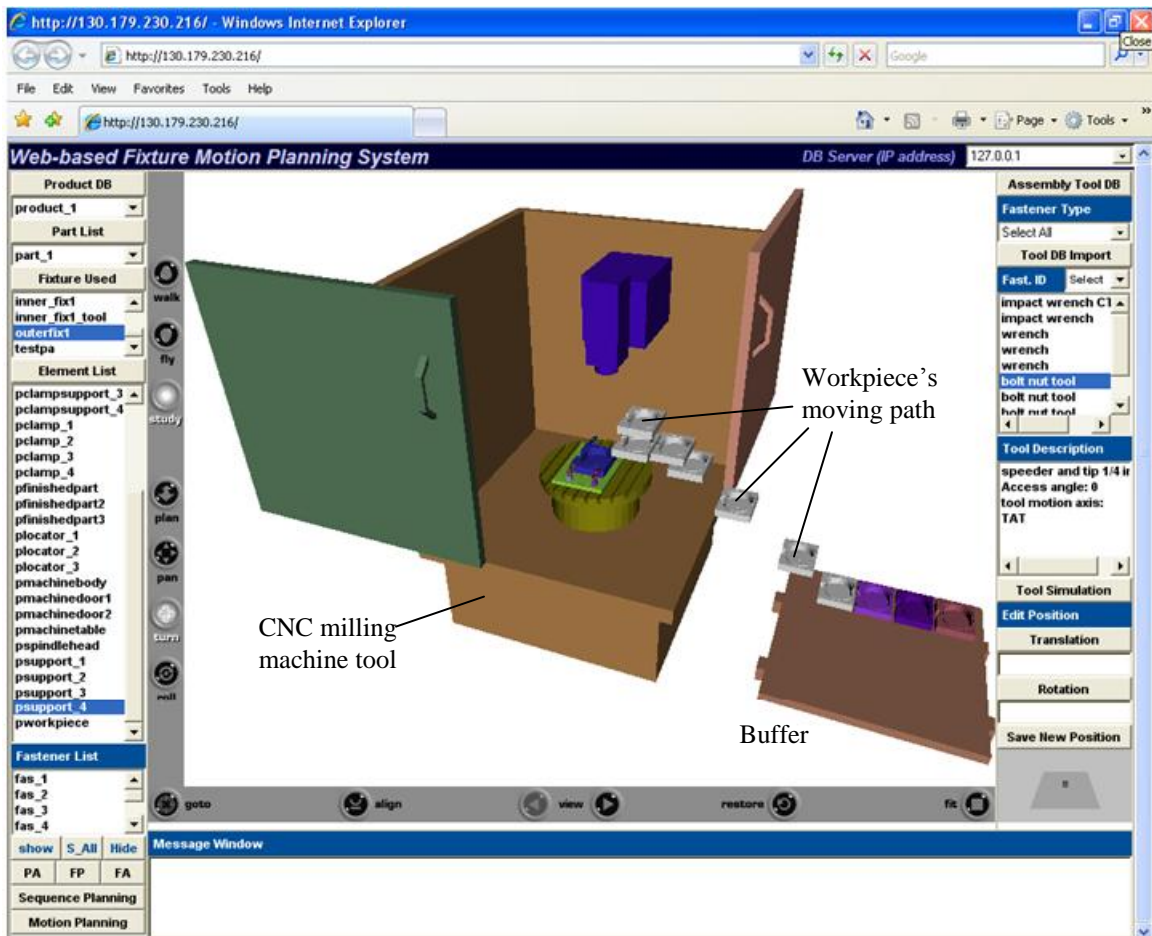 http://130.179.230.216/ - Windows Internet Explorer
Close
http://130.179.230.216/
Google
File Edit View Favorites Tools Help
http://130.179.230.216/
Page Tools »
Web-based Fixture Motion Planning System
DB Server (IP address) 127.0.0.1
Product DB
product_1
Part List
part_1
Fixture Used
inner_fix1
inner_fix1_tool
outerfix1
testpa
Element List
pclampsupport_3
pclampsupport_4
pclamp_1
pclamp_2
pclamp_3
pclamp_4
pfinishedpart
pfinishedpart2
pfinishedpart3
plocator_1
plocator_2
plocator_3
pmachinebody
pmachinedoor1
pmachinedoor2
pmachinetable
pspindlehead
psupport_1
psupport_2
psupport_3
psupport_4
pworkpiece
Fastener List
fas_1
fas_2
fas_3
fas_4
show S_All Hide
PA FP FA
Sequence Planning
Motion Planning
walk
fly
study
plan
pan
turn
roll
Workpiece's
moving path
CNC milling
machine tool
Buffer
goto align view restore fit
Message Window
Assembly Tool DB
Fastener Type
Select All
Tool DB Import
Fast. ID Select
impact wrench C1
impact wrench
wrench
wrench
wrench
bolt nut tool
bolt nut tool
bolt nut tool
Tool Description
speeder and tip 1/4 i
Access angle: 0
tool motion axis:
TAT
Tool Simulation
Edit Position
Translation
Rotation
Save New Position